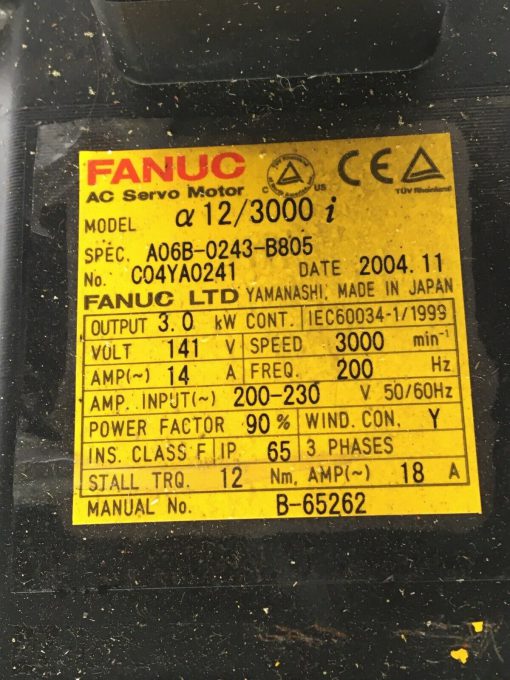 FANUC
AC Servo Motor
C US
TÜV Rheinland
MODEL α12/3000 i
SPEC. A06B-0243-B805
No. C04YA0241 DATE 2004.11
FANUC LTD YAMANASHI, MADE IN JAPAN
OUTPUT 3.0 kW CONT. IEC60034-1/1999
VOLT 141 V SPEED 3000 min⁻¹
AMP(~) 14 A FREQ. 200 Hz
AMP. INPUT(~) 200-230 V 50/60Hz
POWER FACTOR 90 % WIND. CON. Y
INS. CLASS F IP 65 3 PHASES
STALL TRQ. 12 Nm, AMP(~) 18 A
MANUAL No. B-65262